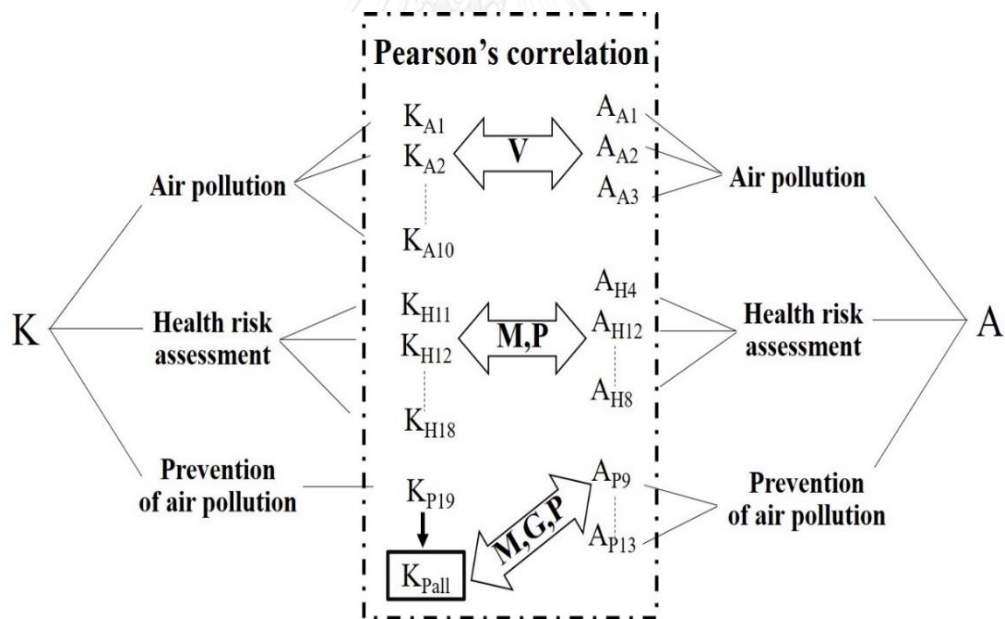 Pearson's correlation
K
Air pollution
Health risk
assessment
Prevention
of air pollution
K_A1
K_A2
K_A10
K_H11
K_H12
K_H18
K_P19
K_Pall
V
M,P
M,G,P
A_A1
A_A2
A_A3
A_H4
A_H12
A_H8
A_P9
A_P13
Air pollution
Health risk
assessment
Prevention
of air pollution
A